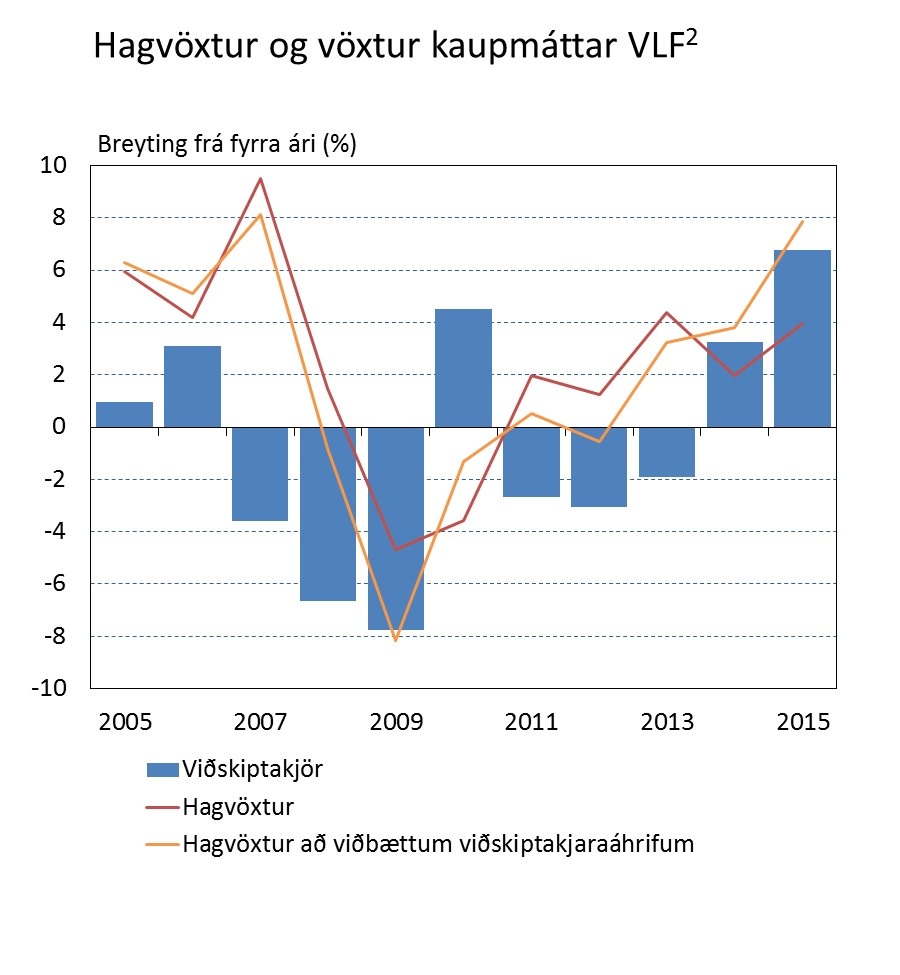 Hagvöxtur og vöxtur kaupmáttar VLF²
Breyting frá fyrra ári (%)
10
8
6
4
2
0
-2
-4
-6
-8
-10
2005 2007 2009 2011 2013 2015
Viðskiptakjör
Hagvöxtur
Hagvöxtur að viðbættum viðskiptakjaraáhrifum